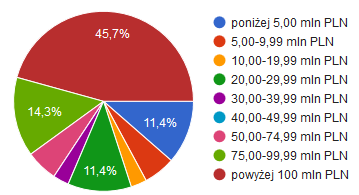 45,7%
14,3%
11,4%
11,4%
poniżej 5,00 mln PLN
5,00-9,99 mln PLN
10,00-19,99 mln PLN
20,00-29,99 mln PLN
30,00-39,99 mln PLN
40,00-49,99 mln PLN
50,00-74,99 mln PLN
75,00-99,99 mln PLN
powyżej 100 mln PLN